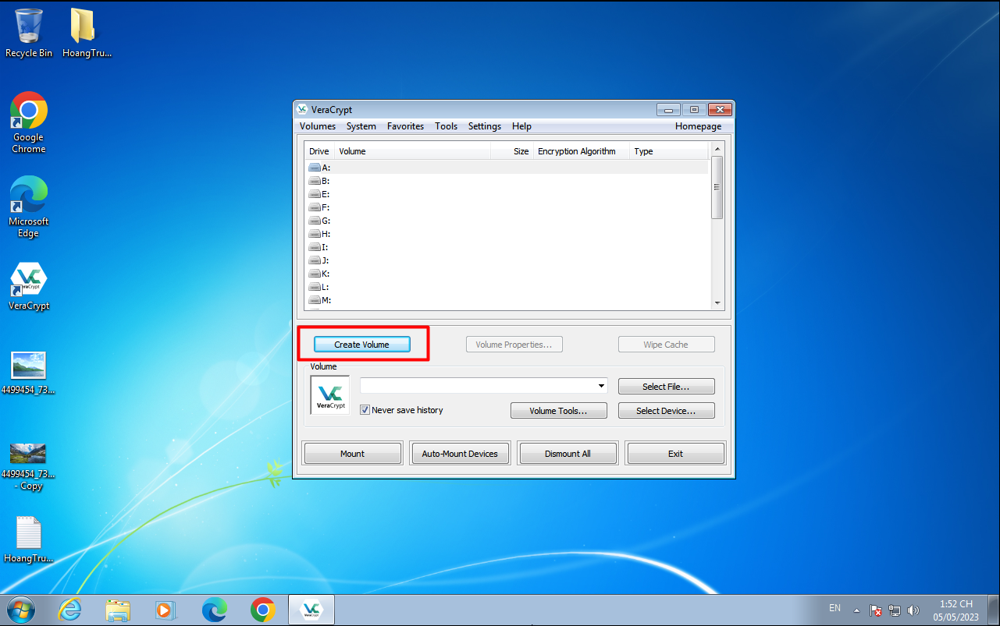 Recycle Bin
HoangTru...
Google
Chrome
Microsoft
Edge
VeraCrypt
4499454_73...
4499454_73...
- Copy
HoangTru...
VeraCrypt
Volumes System Favorites Tools Settings Help Homepage
Drive Volume Size Encryption Algorithm Type
A:
B:
E:
F:
G:
H:
I:
J:
K:
L:
M:
Create Volume Volume Properties... Wipe Cache
Volume
VeraCrypt
Select File...
Never save history Volume Tools... Select Device...
Mount Auto-Mount Devices Dismount All Exit
VeraCrypt
EN
1:52 CH
05/05/2023